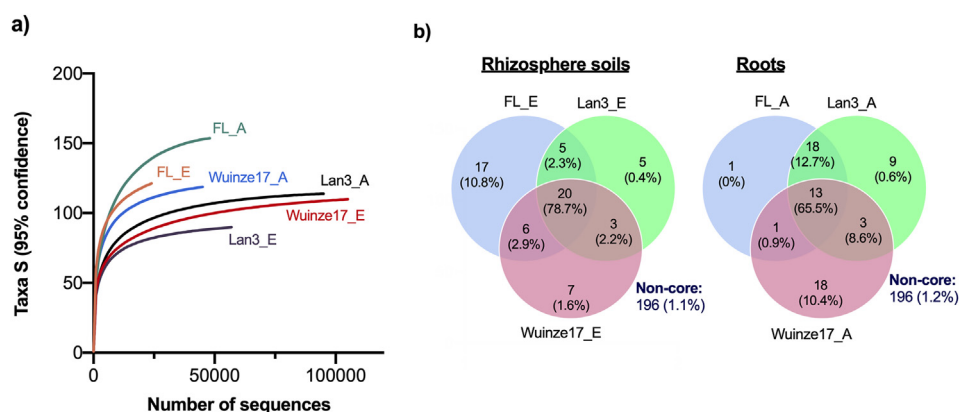 a)
Taxa S (95% confidence)
200
150
100
50
0
FL_A
FL_E
Wuinze17_A
Lan3_A
Wuinze17_E
Lan3_E
0
50000
100000
Number of sequences
b)
Rhizosphere soils
FL_E
Lan3_E
17
(10.8%)
5
(2.3%)
5
(0.4%)
20
(78.7%)
6
(2.9%)
3
(2.2%)
7
(1.6%)
Wuinze17_E
Non-core:
196 (1.1%)
Roots
FL_A
Lan3_A
1
(0%)
18
(12.7%)
9
(0.6%)
13
(65.5%)
1
(0.9%)
3
(8.6%)
18
(10.4%)
Wuinze17_A
Non-core:
196 (1.2%)